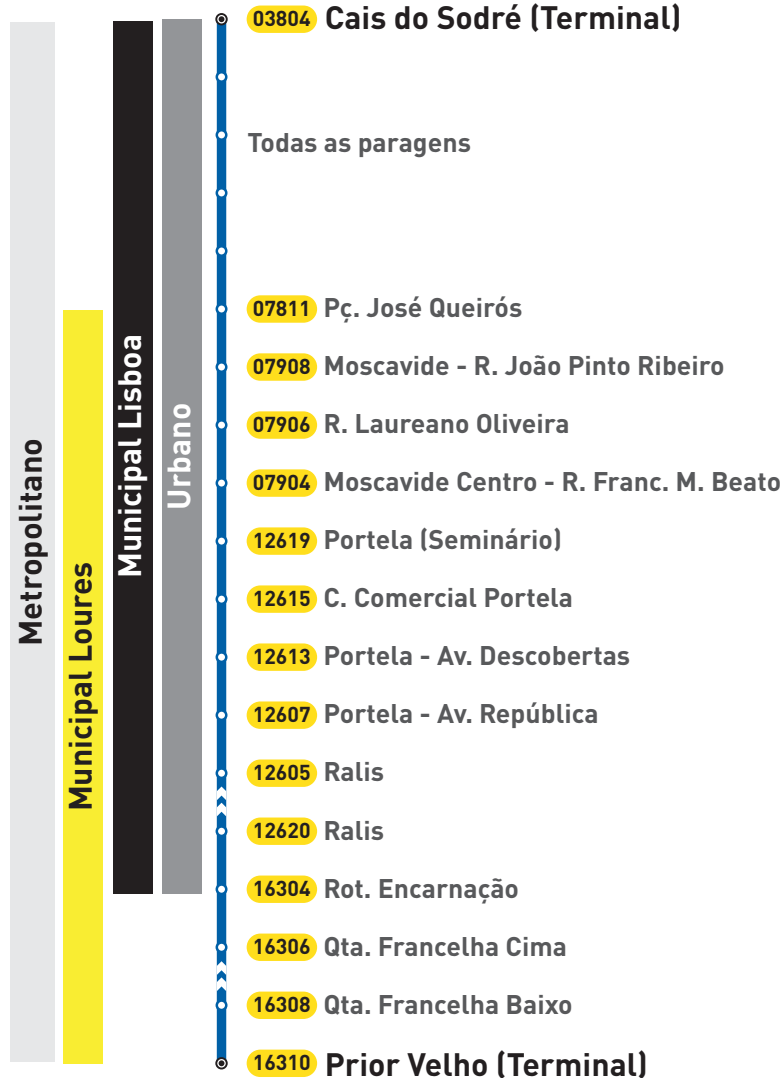 Metropolitano
Municipal Loures
Municipal Lisboa
Urbano
03804 Cais do Sodré (Terminal)
Todas as paragens
07811 Pç. José Queirós
07908 Moscavide - R. João Pinto Ribeiro
07906 R. Laureano Oliveira
07904 Moscavide Centro - R. Franc. M. Beato
12619 Portela (Seminário)
12615 C. Comercial Portela
12613 Portela - Av. Descobertas
12607 Portela - Av. República
12605 Ralis
12620 Ralis
16304 Rot. Encarnação
16306 Qta. Francelha Cima
16308 Qta. Francelha Baixo
16310 Prior Velho (Terminal)